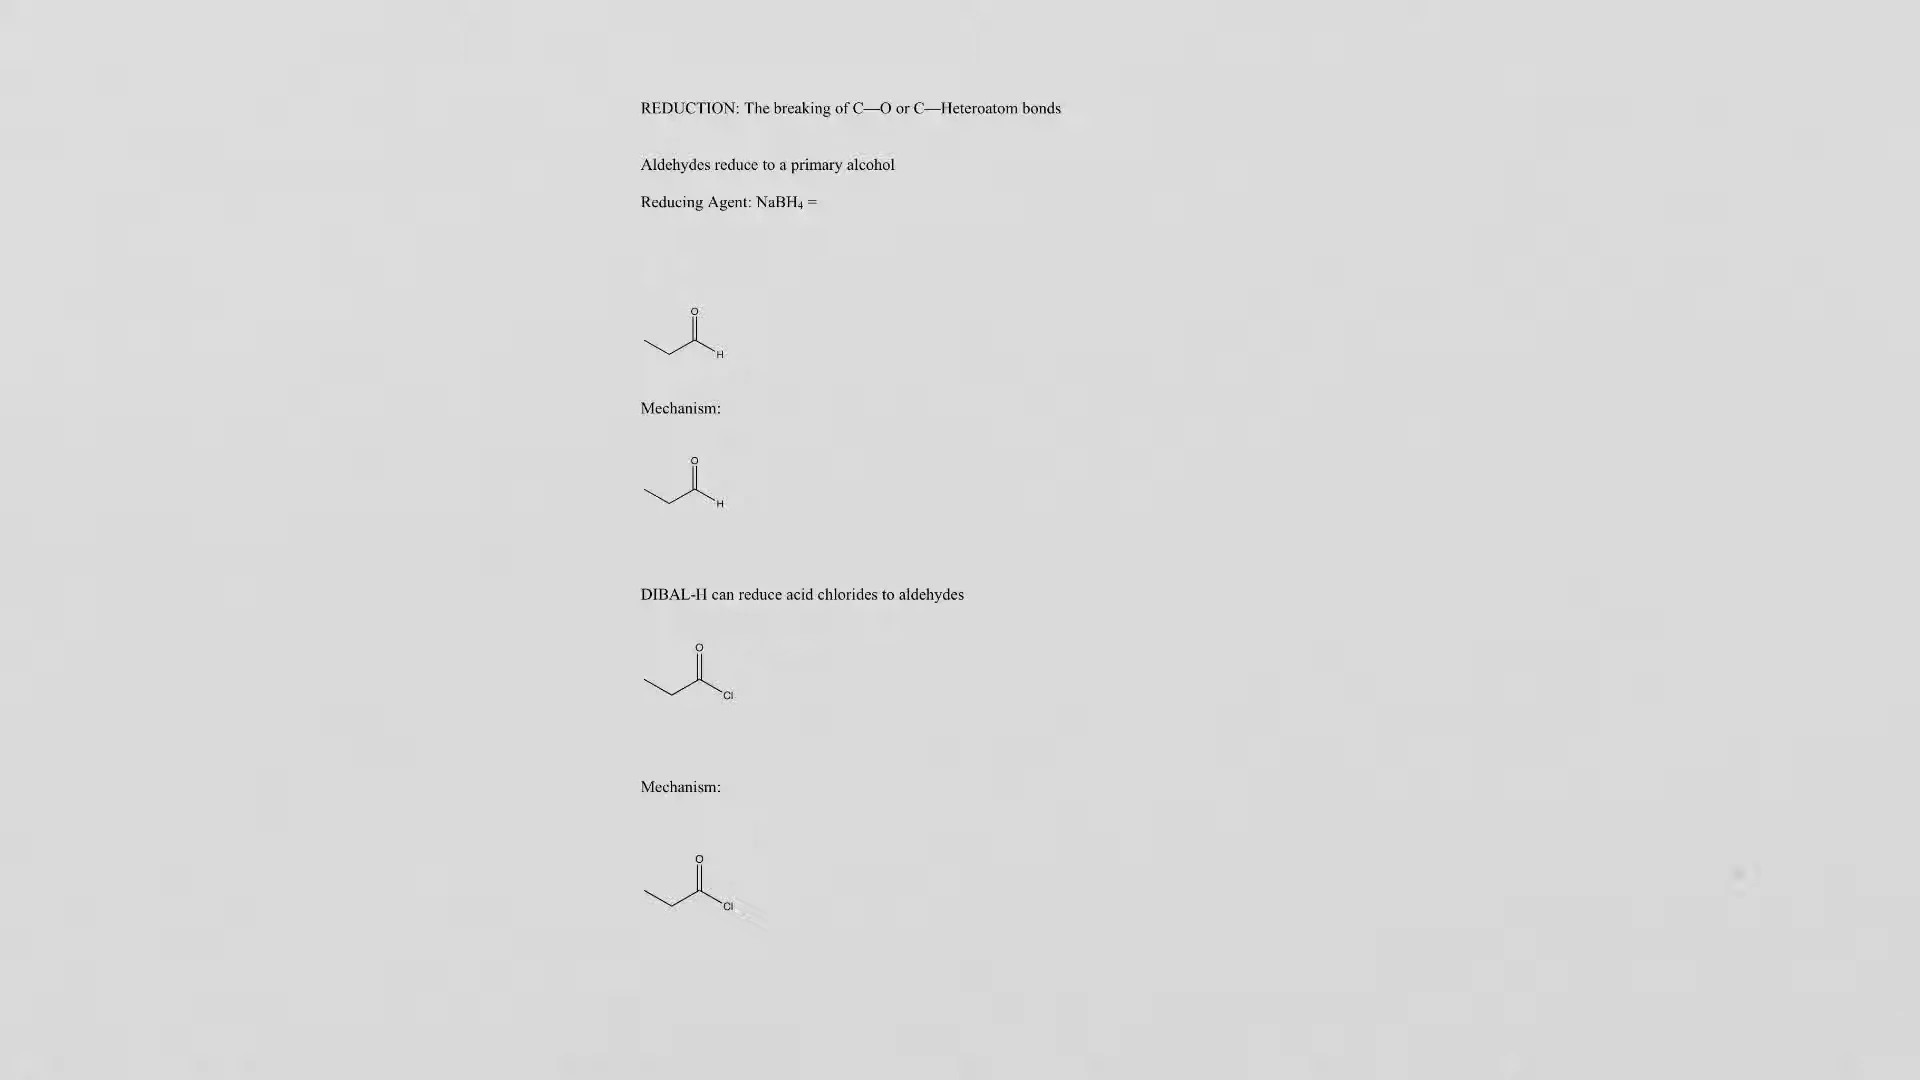 REDUCTION: The breaking of C—O or C—Heteroatom bonds
Aldehydes reduce to a primary alcohol
Reducing Agent: NaBH₄ =
O
H
Mechanism:
O
H
DIBAL-H can reduce acid chlorides to aldehydes
O
Cl
Mechanism:
O
Cl